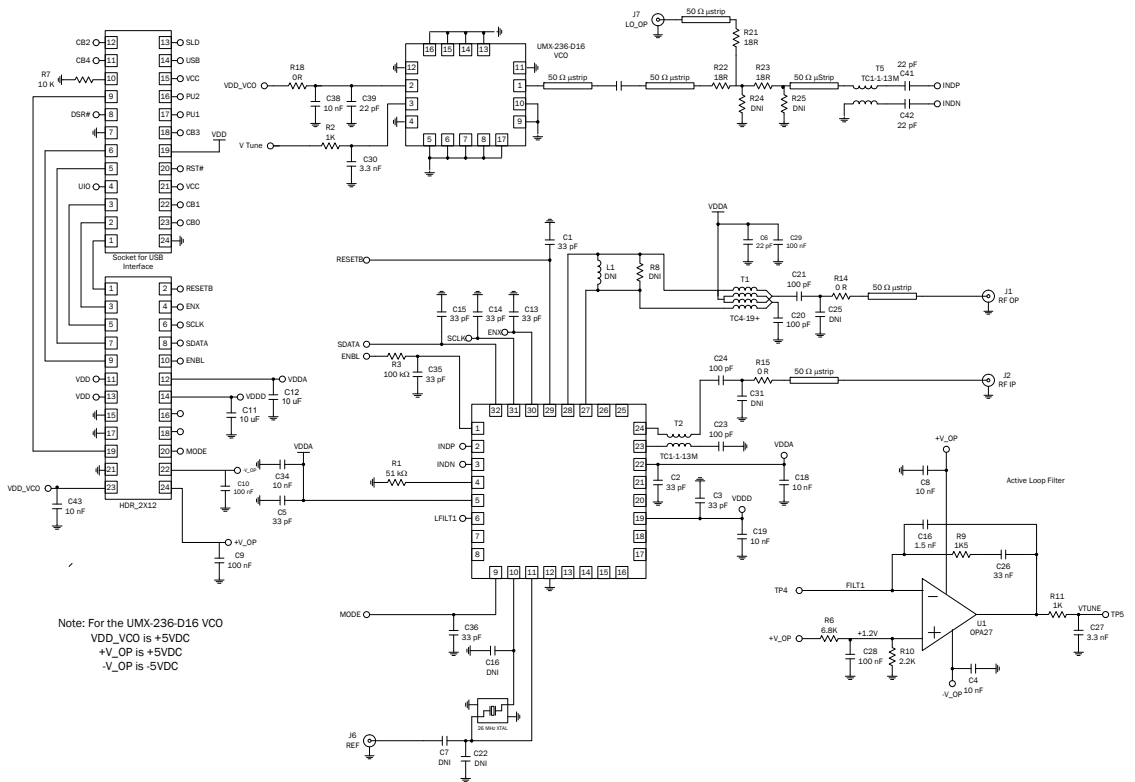 CB2
12
13
SLD
CB4
11
14
USB
R7
10 K
10
15
VCC
9
16
PU2
DSR#
8
17
PU1
7
18
CB3
VDD
6
19
5
20
RST#
UIO
4
21
VCC
3
22
CB1
2
23
CB0
1
24
Socket for USB
Interface
1
2
RESETB
3
4
ENX
5
6
SCLK
7
8
SDATA
9
10
ENBL
VDD
11
12
VDDA
VDD
13
14
VDDD
C12
10 uF
C11
10 uF
15
16
17
18
19
20
MODE
21
22
-V_OP
VDD_VCO
23
24
C10
100 nF
C43
10 nF
HDR_2X12
+V_OP
C9
100 nF
Note: For the UMX-236-D16 VCO
VDD_VCO is +5VDC
+V_OP is +5VDC
-V_OP is -5VDC
UMX-236-D16
VCO
16
15
14
13
12
11
2
1
3
10
4
9
5
6
7
8
17
VDD_VCO
R18
0R
C38
10 nF
C39
22 pF
V Tune
R2
1K
C30
3.3 nF
J7
LO_OP
50 Ω µstrip
R21
18R
50 Ω µstrip
50 Ω µstrip
R22
18R
R23
18R
R24
DNI
R25
DNI
50 Ω µStrip
T5
TC1-1-13M
22 pF
C41
INDP
INDN
C42
22 pF
RESETB
C1
33 pF
L1
DNI
R8
DNI
VDDA
C6
22 pF
C29
100 nF
T1
TC4-19+
C21
100 pF
C20
100 pF
C25
DNI
R14
0 R
50 Ω µstrip
J1
RF OP
C15
33 pF
C14
33 pF
C13
33 pF
SDATA
SCLK
ENX
ENBL
R3
100 kΩ
C35
33 pF
C24
100 pF
R15
0 R
50 Ω µstrip
J2
RF IP
C31
DNI
T2
TC1-1-13M
C23
100 pF
32
31
30
29
28
27
26
25
1
24
INDP
2
23
INDN
3
22
4
21
5
20
LFILT1
6
19
7
18
8
17
9
10
11
12
13
14
15
16
R1
51 kΩ
VDDA
C34
10 nF
C5
33 pF
C2
33 pF
C3
33 pF
VDDA
C18
10 nF
VDDD
C19
10 nF
MODE
C36
33 pF
C16
DNI
26 MHz XTAL
J6
REF
C7
DNI
C22
DNI
+V_OP
C8
10 nF
Active Loop Filter
C16
1.5 nF
R9
1K5
C26
33 nF
TP4
FILT1
U1
OPA27
R11
1K
VTUNE
TP5
C27
3.3 nF
+V_OP
R6
6.8K
+1.2V
C28
100 nF
R10
2.2K
C4
10 nF
-V_OP